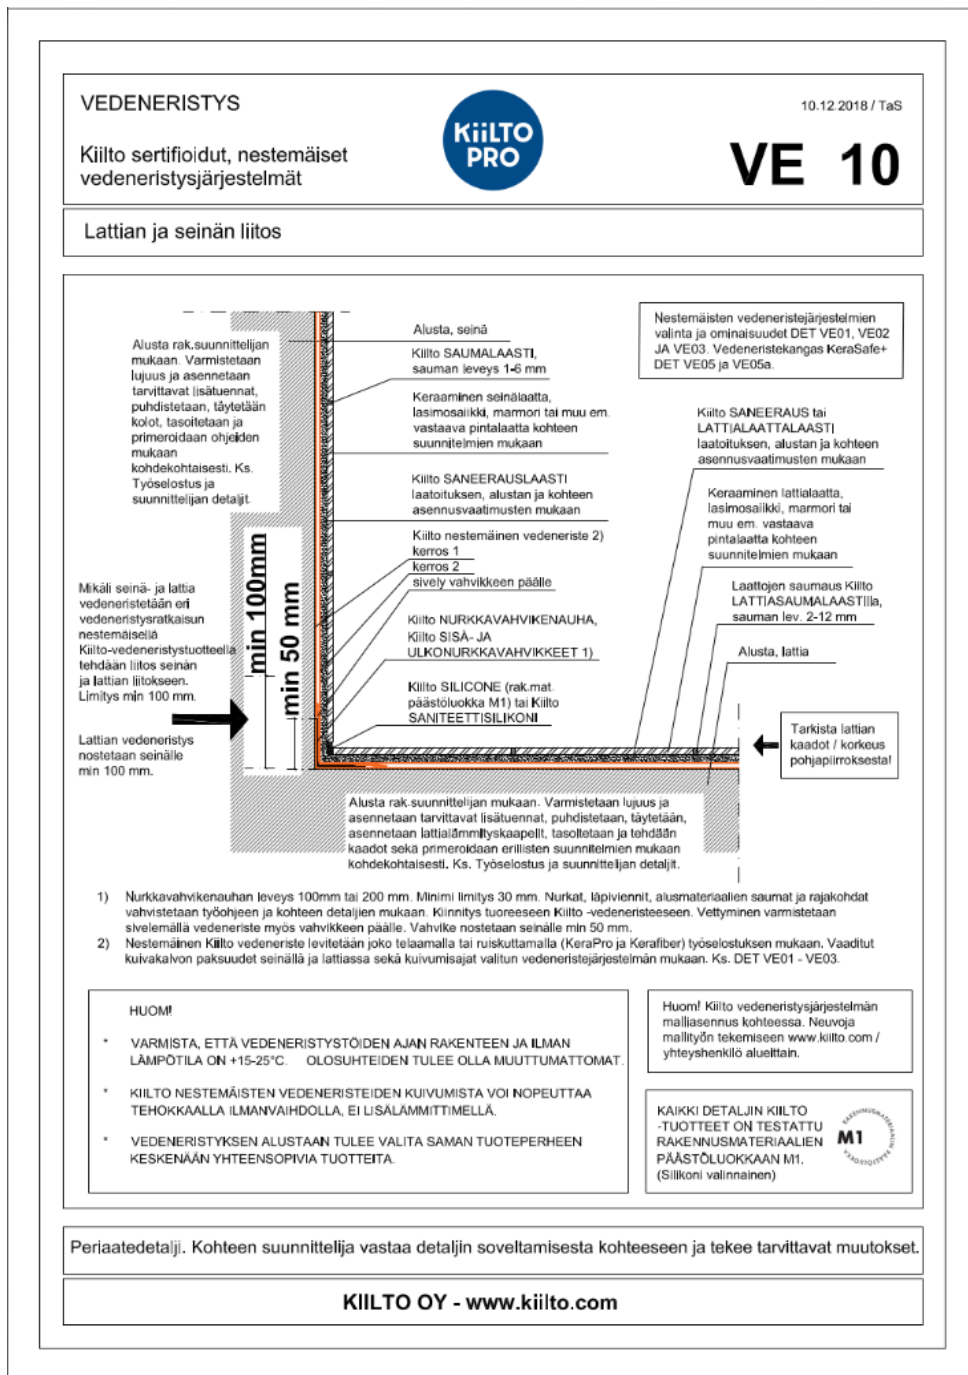 VEDENERISTYS
Kiilto sertifioidut, nestemäiset
vedeneristysjärjestelmät
KiiLTO
PRO
10.12.2018 / TaS
VE 10
Lattian ja seinän liitos
Alusta rak.suunnittelijan
mukaan. Varmistetaan
lujuus ja asennetaan
tarvittavat lisätuennat,
puhdistetaan, täytetään
kolot, tasoitetaan ja
primeroidaan ohjeiden
mukaan
kohdekohtaisesti. Ks.
Työselostus ja
suunnittelijan detaljit.
Alusta, seinä
Kiilto SAUMALAASTI,
sauman leveys 1-6 mm
Keraaminen seinälaatta,
lasimosaiikki, marmori tai muu em.
vastaava pintalaatta kohteen
suunnitelmien mukaan
Kiilto SANEERAUSLAASTI
laatoituksen, alustan ja kohteen
asennusvaatimusten mukaan
Kiilto nestemäinen vedeneriste 2)
kerros 1
kerros 2
sively vahvikkeen päälle
Kiilto NURKKAVAHVIKENAUHA,
Kiilto SISÄ- JA
ULKONURKKAVAHVIKKEET 1)
Kiilto SILICONE (rak.mat.
päästöluokka M1) tai Kiilto
SANITEETTISILIKONI
Nestemäisten vedeneristejärjestelmien
valinta ja ominaisuudet DET VE01, VE02
JA VE03. Vedeneristekangas KeraSafe+
DET VE05 ja VE05a.
Kiilto SANEERAUS tai
LATTIALAATTALAASTI
laatoituksen, alustan ja kohteen
asennusvaatimusten mukaan
Keraaminen lattialaatta,
lasimosaiikki, marmori tai
muu em. vastaava
pintalaatta kohteen
suunnitelmien mukaan
Laattojen saumaus Kiilto
LATTIASAUMALAASTIlla,
sauman lev. 2-12 mm
Alusta, lattia
Tarkista lattian
kaadot / korkeus
pohjapiirroksesta!
min 100mm
min 50 mm
Mikäli seinä- ja lattia
vedeneristetään eri
vedeneristysratkaisun
nestemäisellä
Kiilto-vedeneristystuotteella
tehdään liitos seinän
ja lattian liitokseen.
Limitys min 100 mm.
Lattian vedeneristys
nostetaan seinälle
min 100 mm.
Alusta rak.suunnittelijan mukaan. Varmistetaan lujuus ja
asennetaan tarvittavat lisätuennat, puhdistetaan, täytetään,
asennetaan lattialämmityskaapelit, tasoitetaan ja tehdään
kaadot sekä primeroidaan erillisten suunnitelmien mukaan
kohdekohtaisesti. Ks. Työselostus ja suunnittelijan detaljit.
1) Nurkkavahvikenauhan leveys 100mm tai 200 mm. Minimi limitys 30 mm. Nurkat, läpiviennit, alusmateriaalien saumat ja rajakohdat
vahvistetaan työohjeen ja kohteen detaljien mukaan. Kiinnitys tuoreeseen Kiilto -vedeneristeeseen. Vettyminen varmistetaan
sivelemällä vedeneriste myös vahvikkeen päälle. Vahvike nostetaan seinälle min 50 mm.
2) Nestemäinen Kiilto vedeneriste levitetään joko telaamalla tai ruiskuttamalla (KeraPro ja Kerafiber) työselostuksen mukaan. Vaaditut
kuivakalvon paksuudet seinällä ja lattiassa sekä kuivumisajat valitun vedeneristejärjestelmän mukaan. Ks. DET VE01 - VE03.
HUOM!
* VARMISTA, ETTÄ VEDENERISTYSTÖIDEN AJAN RAKENTEEN JA ILMAN
LÄMPÖTILA ON +15-25°C. OLOSUHTEIDEN TULEE OLLA MUUTTUMATTOMAT.
* KIILTO NESTEMÄISTEN VEDENERISTEIDEN KUIVUMISTA VOI NOPEUTTAA
TEHOKKAALLA ILMANVAIHDOLLA, EI LISÄLÄMMITTIMELLÄ.
* VEDENERISTYKSEN ALUSTAAN TULEE VALITA SAMAN TUOTEPERHEEN
KESKENÄÄN YHTEENSOPIVIA TUOTTEITA.
Huom! Kiilto vedeneristysjärjestelmän
malliasennus kohteessa. Neuvoja
mallityön tekemiseen www.kiilto.com /
yhteyshenkilö alueittain.
KAIKKI DETALJIN KIILTO
-TUOTTEET ON TESTATTU
RAKENNUSMATERIAALIEN
PÄÄSTÖLUOKKAAN M1.
(Silikoni valinnainen)
M1
RAKENNUSMATERIAALIEN PÄÄSTÖLUOKKA
Periaatedetalji. Kohteen suunnittelija vastaa detaljin soveltamisesta kohteeseen ja tekee tarvittavat muutokset.
KIILTO OY - www.kiilto.com